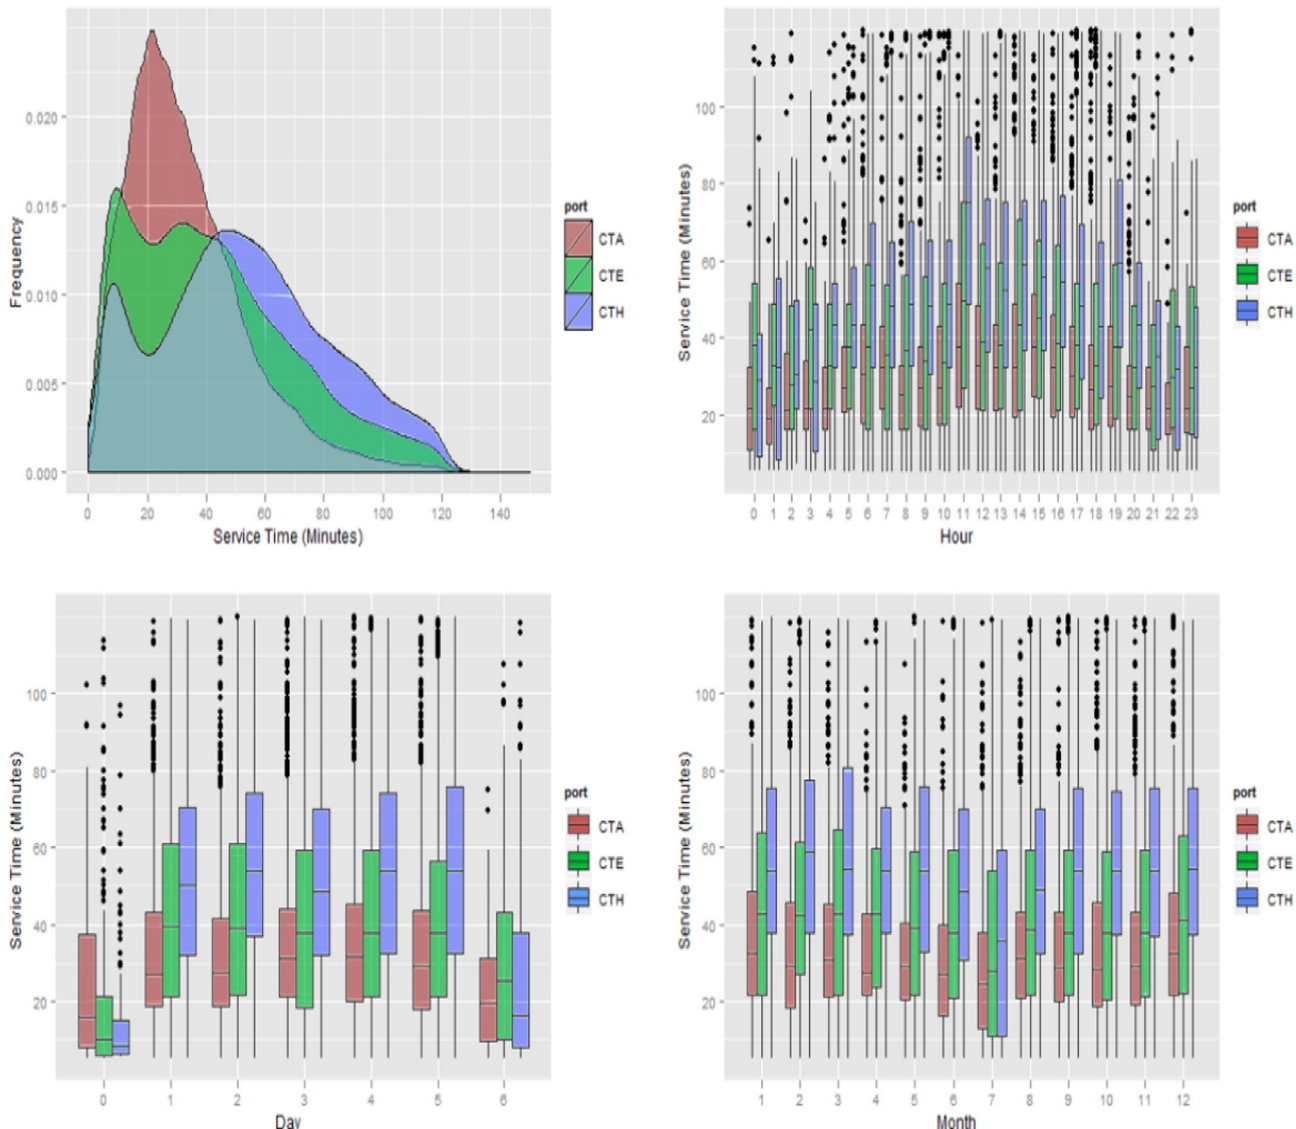 0.020
0.015
0.010
0.005
0.000
Frequency
0 20 40 60 80 100 120 140
Service Time (Minutes)
port
CTA
CTE
CTH
100
80
60
40
20
Service Time (Minutes)
0 1 2 3 4 5 6 7 8 9 10 11 12 13 14 15 16 17 18 19 20 21 22 23
Hour
port
CTA
CTE
CTH
100
80
60
40
20
Service Time (Minutes)
0 1 2 3 4 5 6
Day
port
CTA
CTE
CTH
100
80
60
40
20
Service Time (Minutes)
1 2 3 4 5 6 7 8 9 10 11 12
Month
port
CTA
CTE
CTH